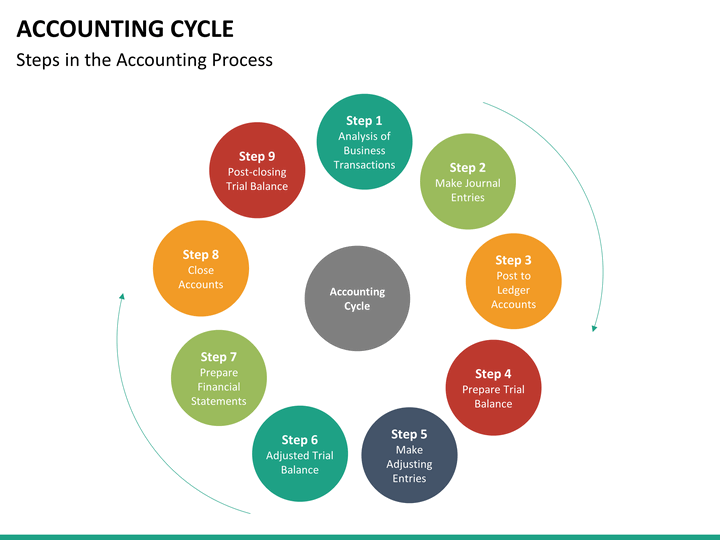 ACCOUNTING CYCLE
Steps in the Accounting Process
Step 1
Analysis of
Business
Transactions
Step 2
Make Journal
Entries
Step 3
Post to
Ledger
Accounts
Step 4
Prepare Trial
Balance
Step 5
Make
Adjusting
Entries
Step 6
Adjusted Trial
Balance
Step 7
Prepare
Financial
Statements
Step 8
Close
Accounts
Step 9
Post-closing
Trial Balance
Accounting
Cycle